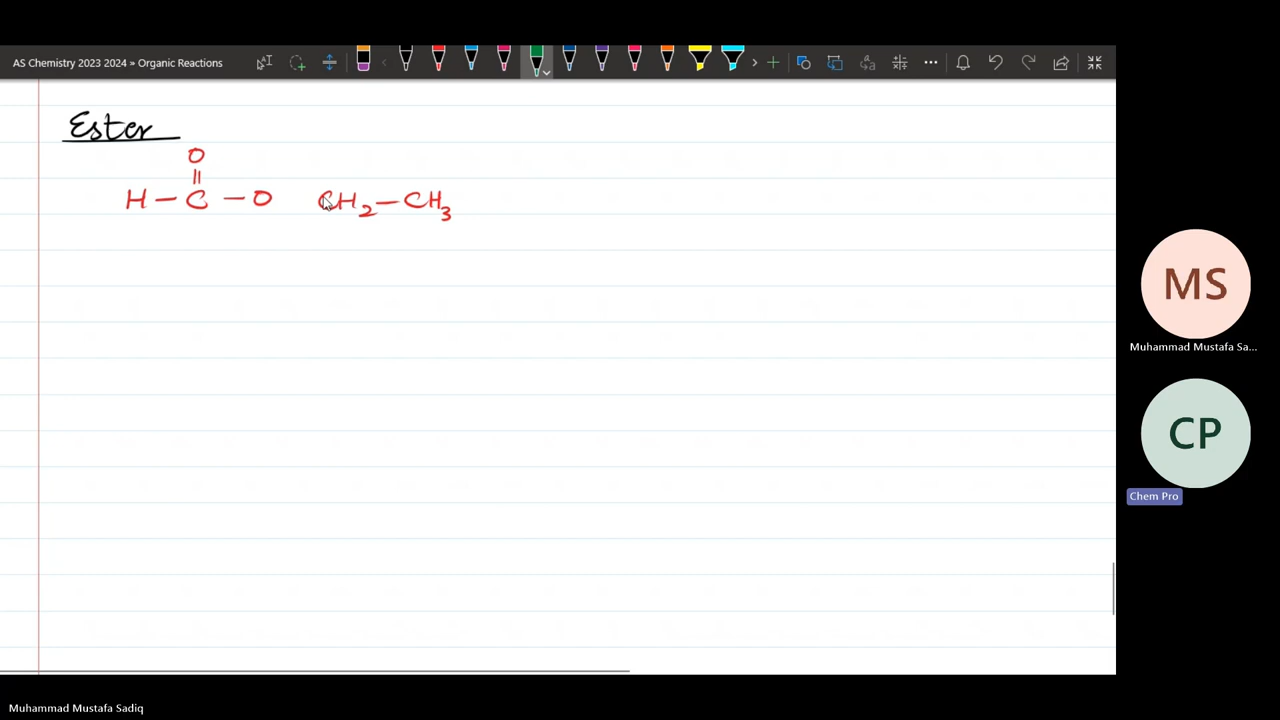 AS Chemistry 2023 2024 » Organic Reactions
Ester
O
||
H — C — O CH₂ — CH₃
MS
Muhammad Mustafa Sa...
CP
Chem Pro
Muhammad Mustafa Sadiq